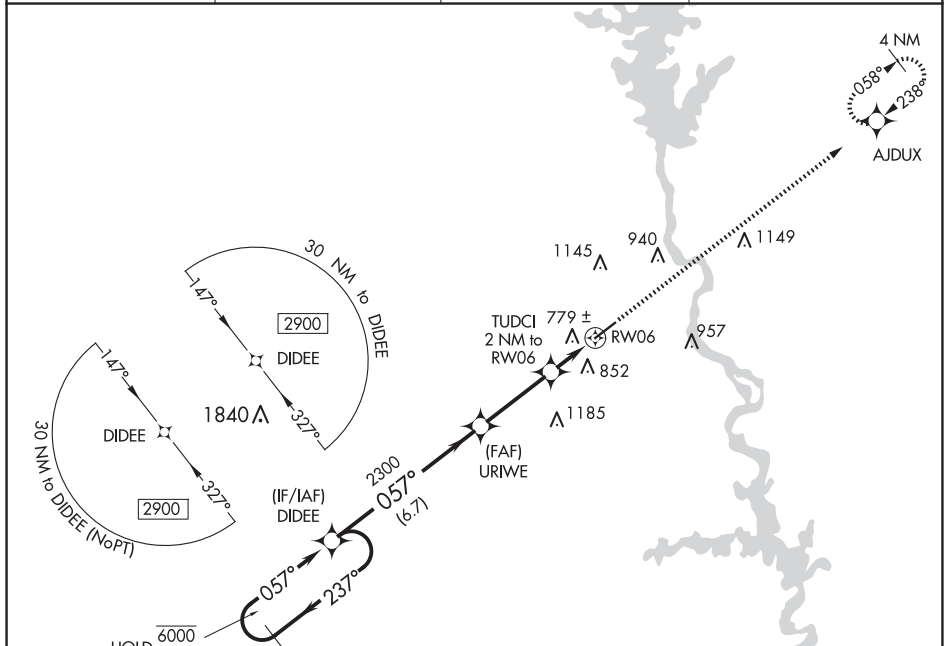 4 NM
058°
238°
AJDUX
30 NM to DIDEE
147°
2900
DIDEE
327°
1145
940
1149
TUDCI
2 NM to
RW06
779 ±
RW06
957
852
1185
147°
DIDEE
1840
327°
2900
30 NM to DIDEE (NoPT)
(FAF)
URIWE
2300
057°
(6.7)
(IF/IAF)
DIDEE
057°
237°
6000
HOLD